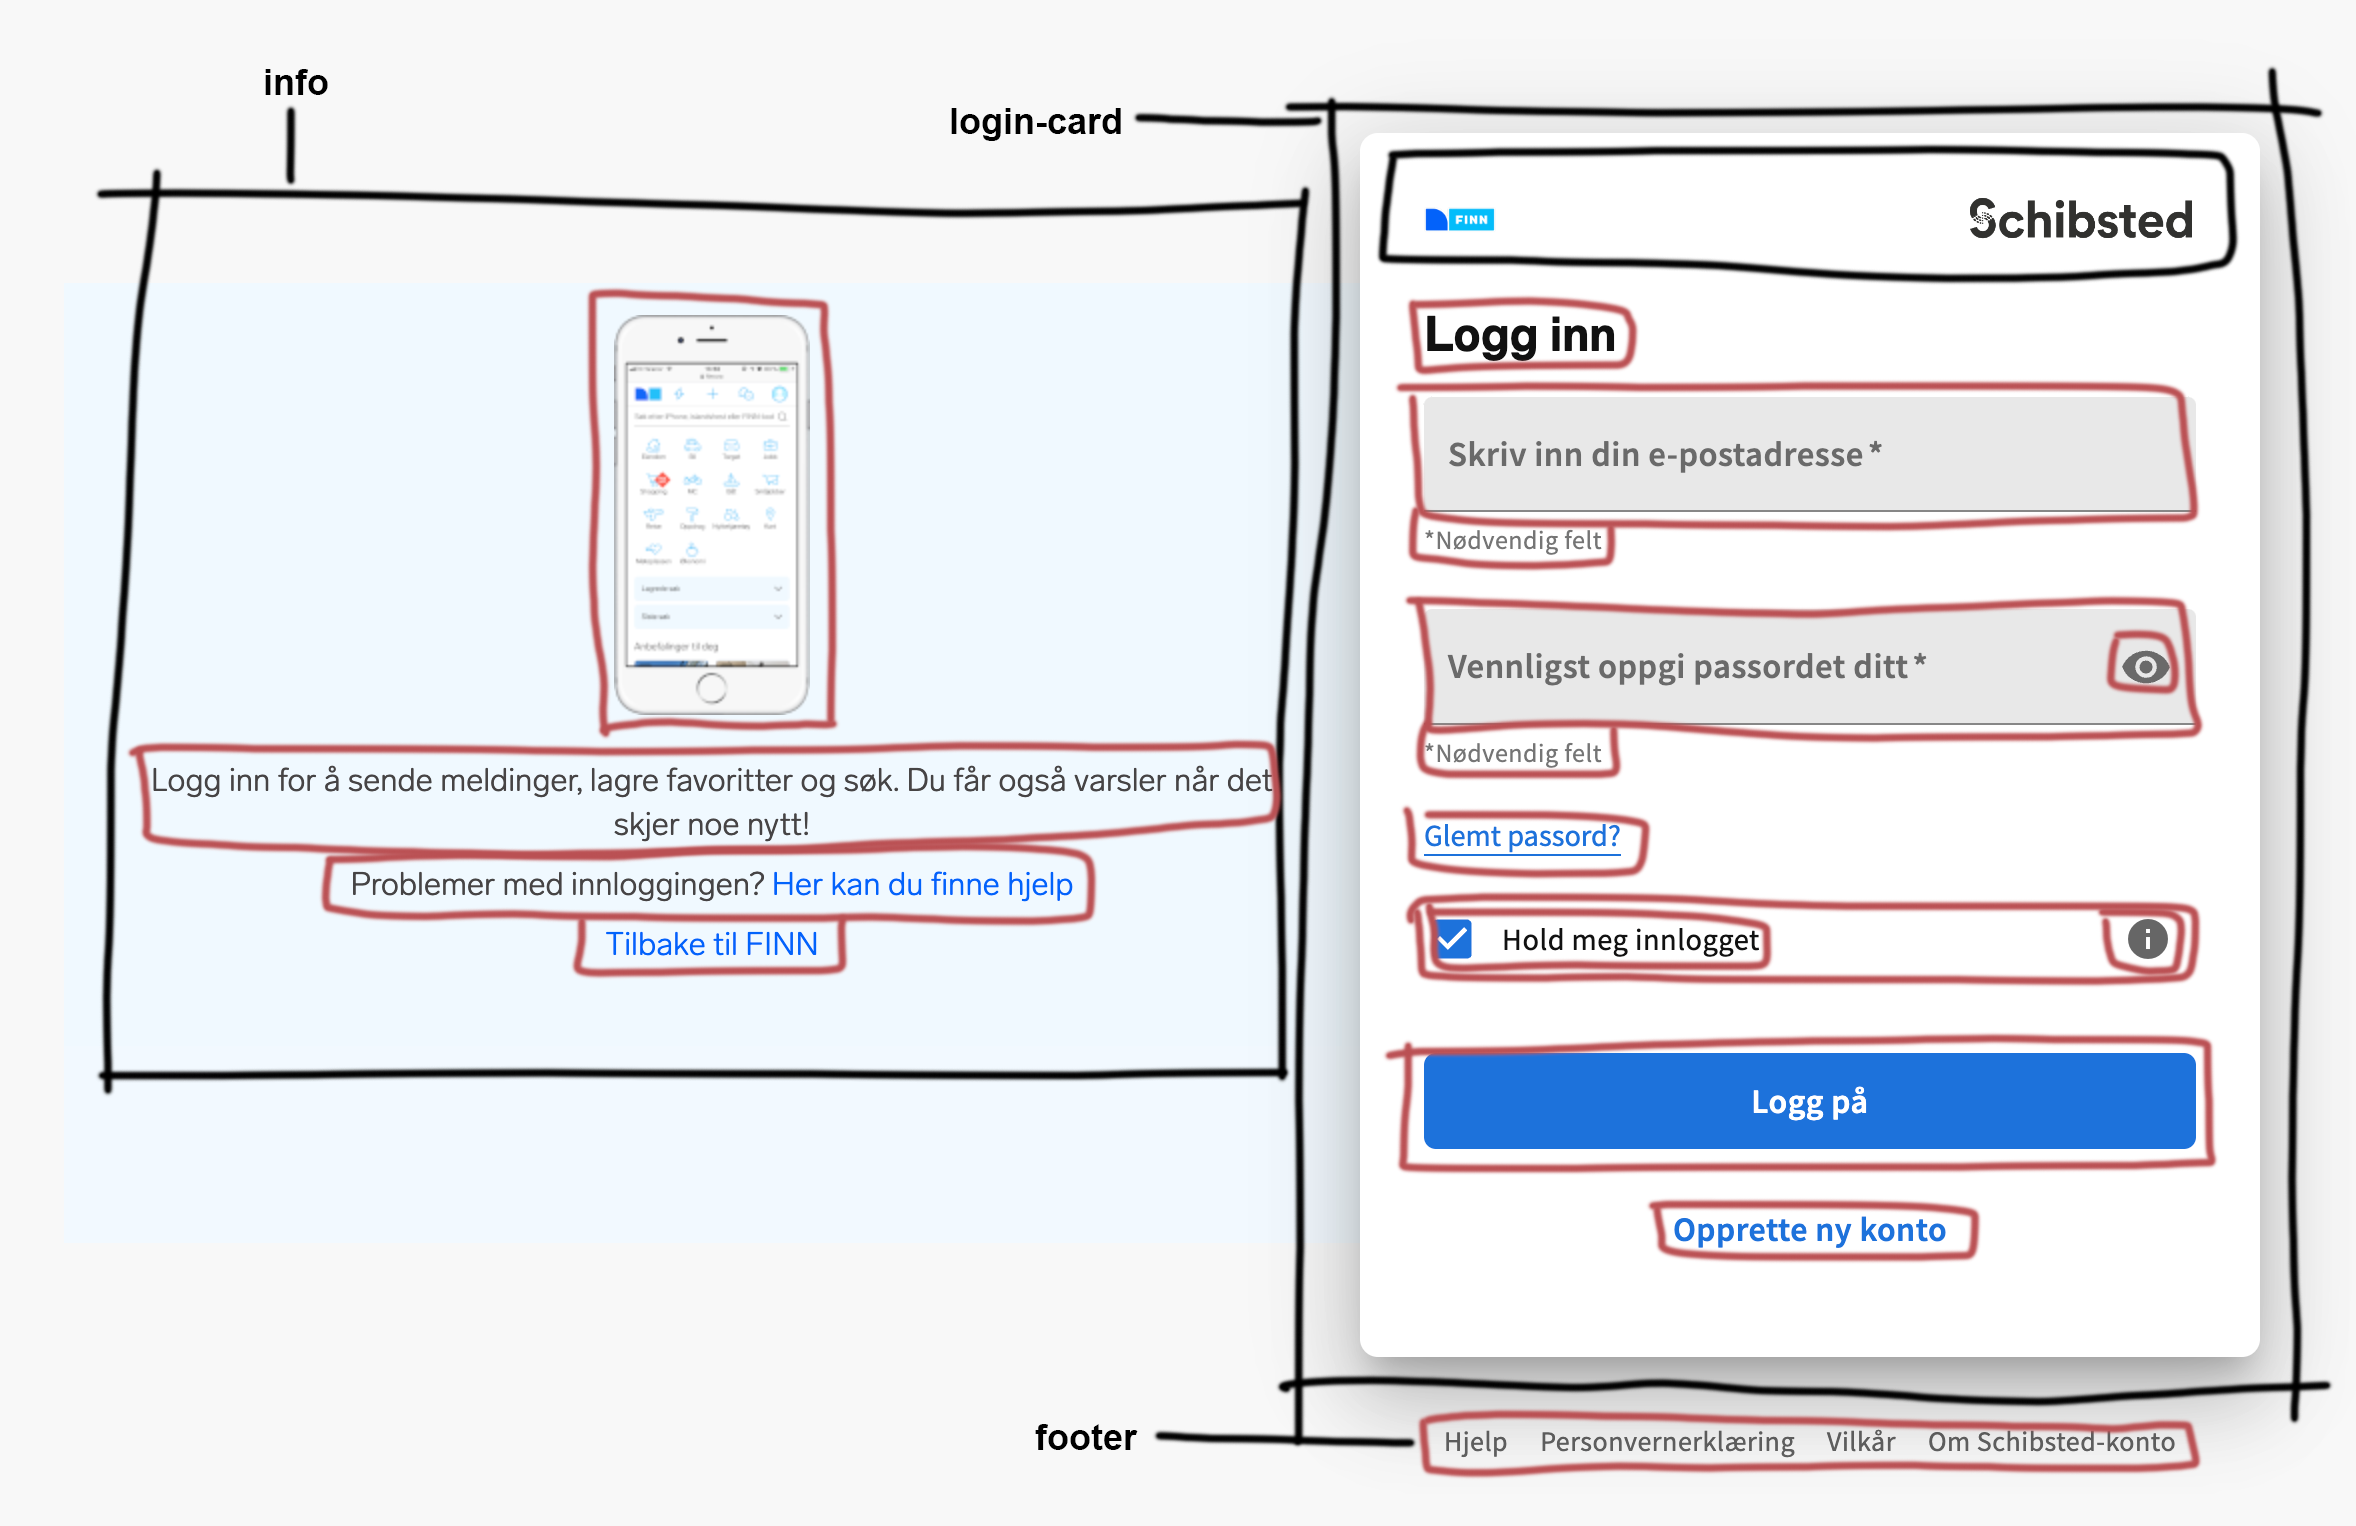 info
login-card
FINN
Schibsted
Logg inn
Skriv inn din e-postadresse*
*Nødvendig felt
Vennligst oppgi passordet ditt*
*Nødvendig felt
Glemt passord?
Hold meg innlogget
Logg på
Opprette ny konto
Anbefalinger til deg
Logg inn for å sende meldinger, lagre favoritter og søk. Du får også varsler når det
skjer noe nytt!
Problemer med innloggingen? Her kan du finne hjelp
Tilbake til FINN
footer
Hjelp Personvernerklæring Vilkår Om Schibsted-konto